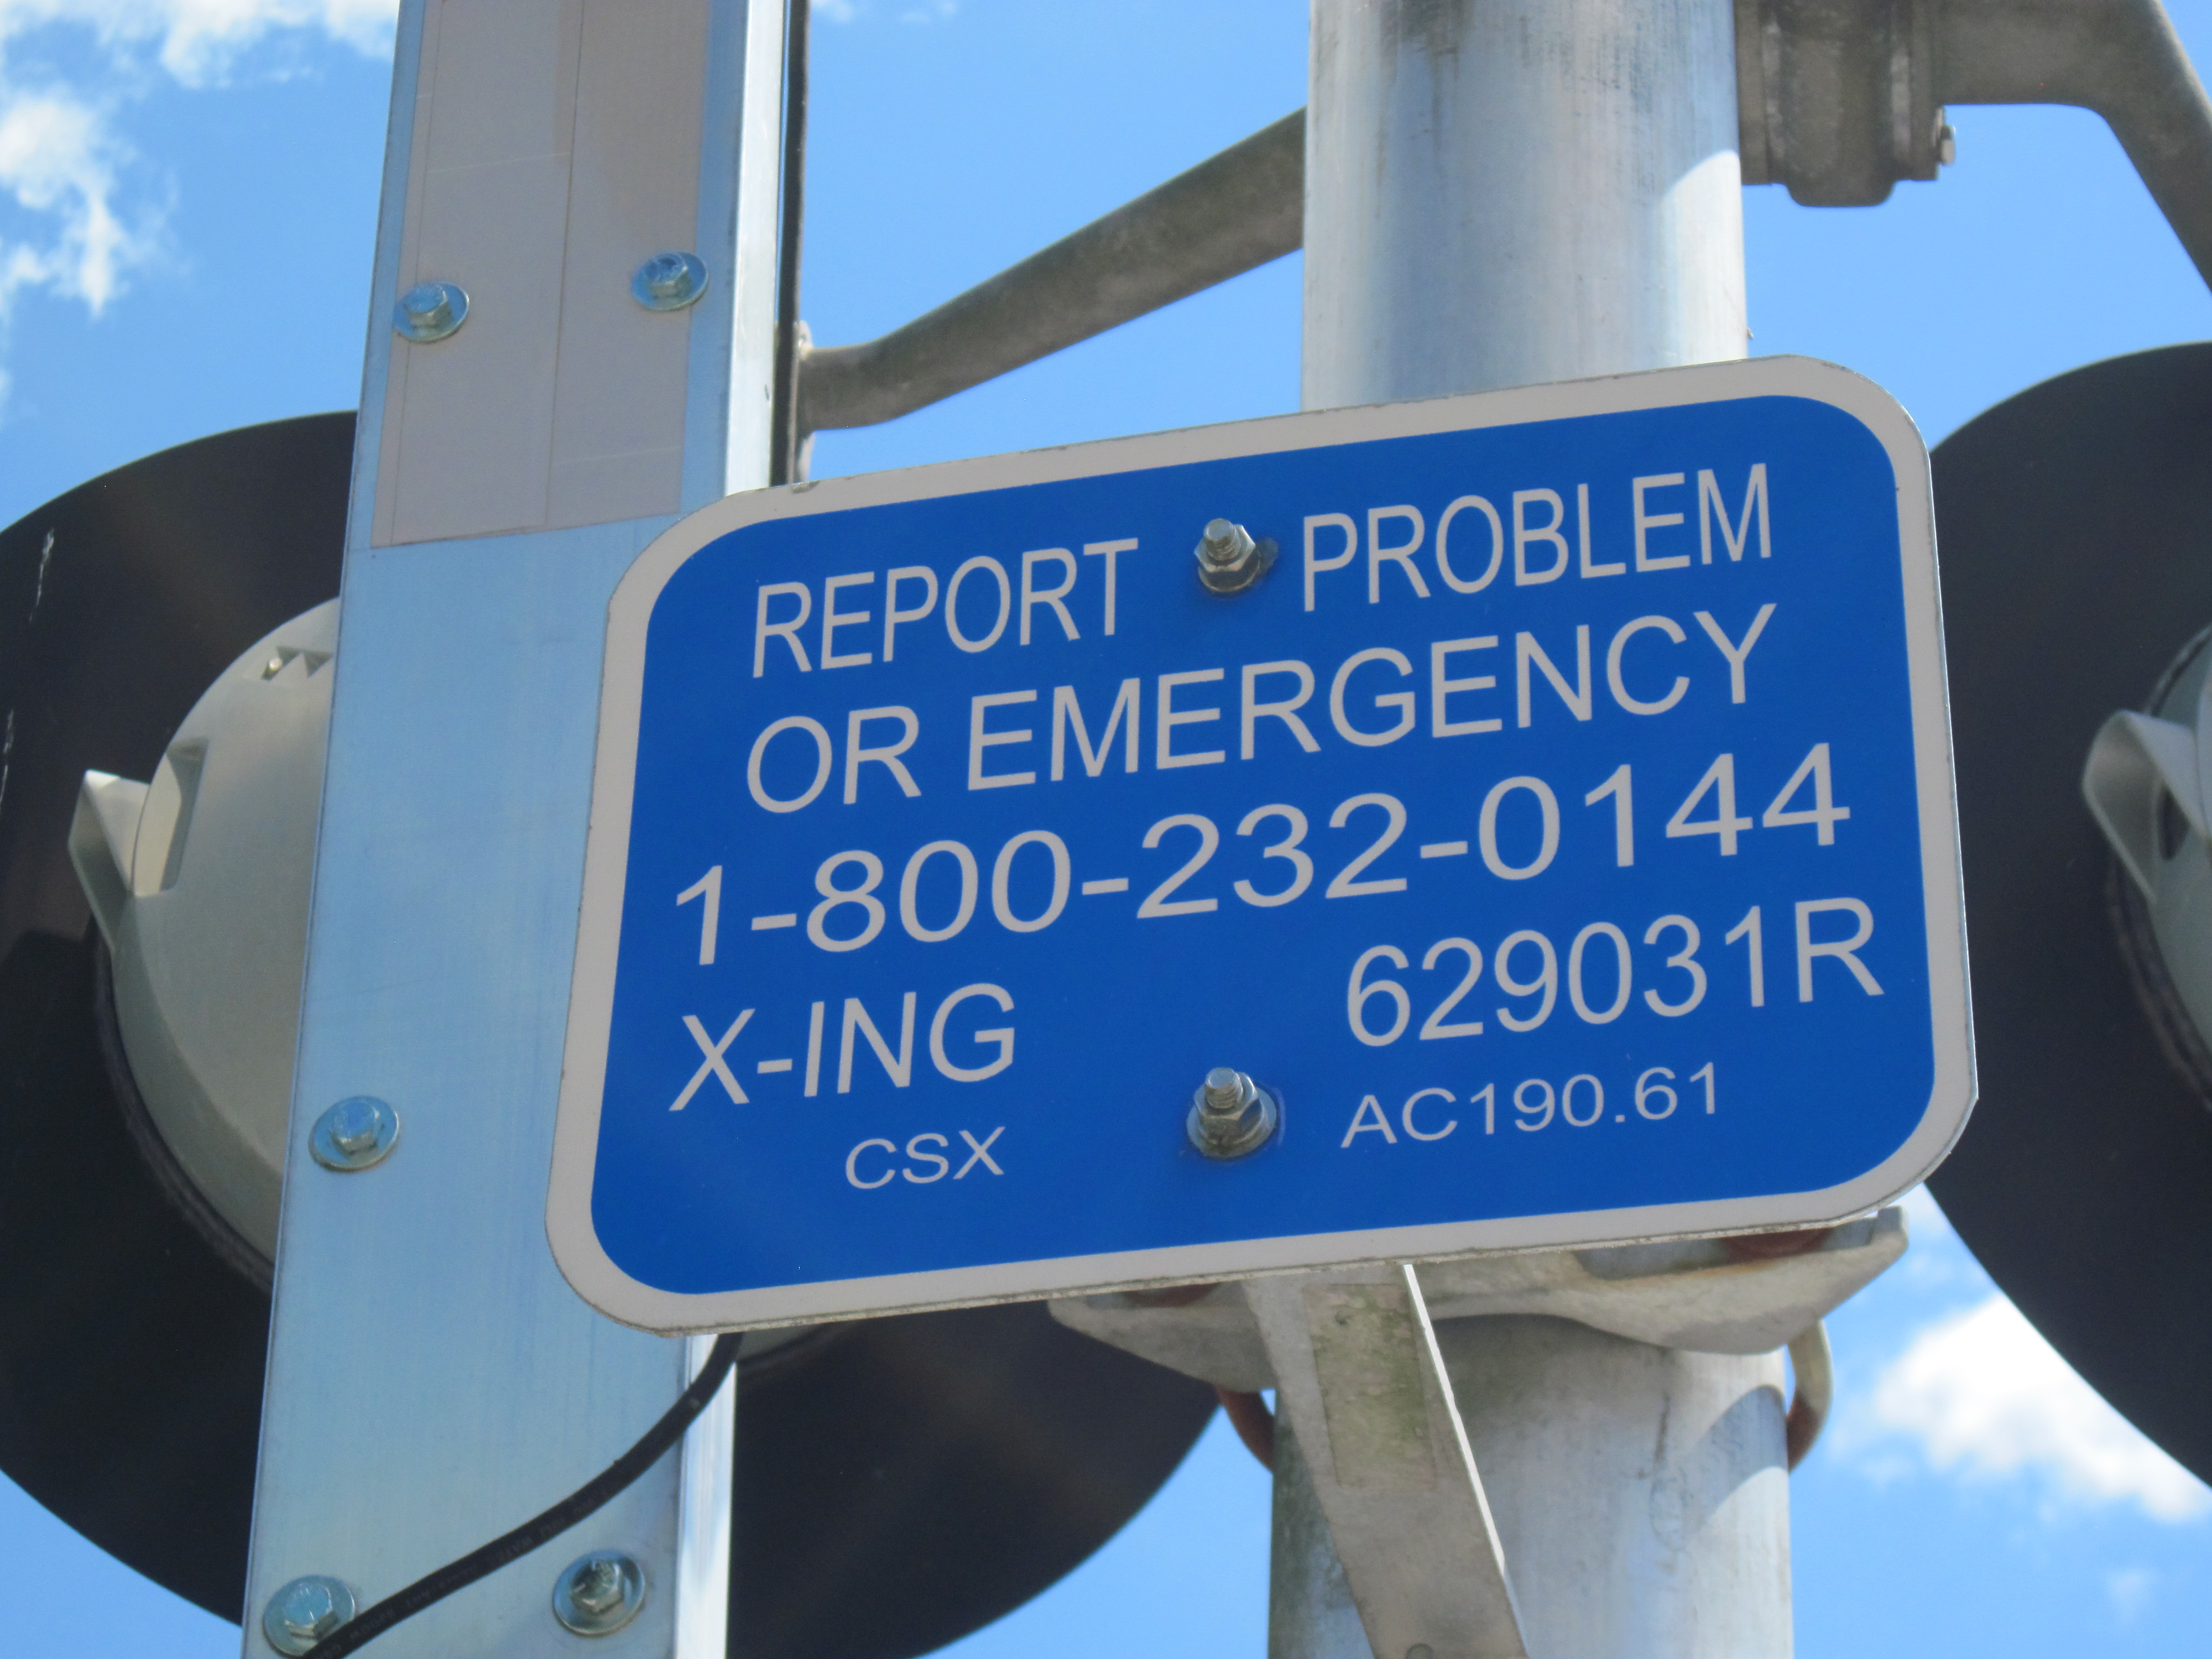 REPORT PROBLEM
OR EMERGENCY
1-800-232-0144
X-ING 629031R
CSX AC190.61